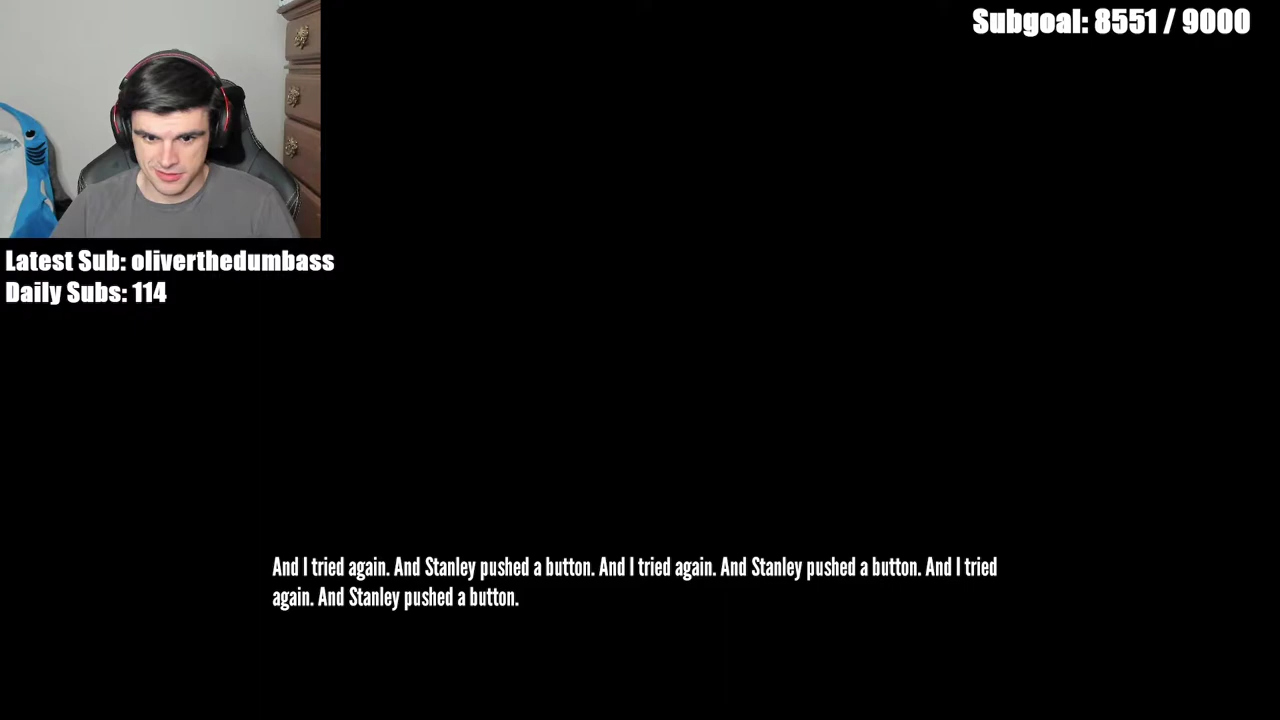 Subgoal: 8551 / 9000
Latest Sub: oliverthedumbass
Daily Subs: 114
And I tried again. And Stanley pushed a button. And I tried again. And Stanley pushed a button. And I tried
again. And Stanley pushed a button.